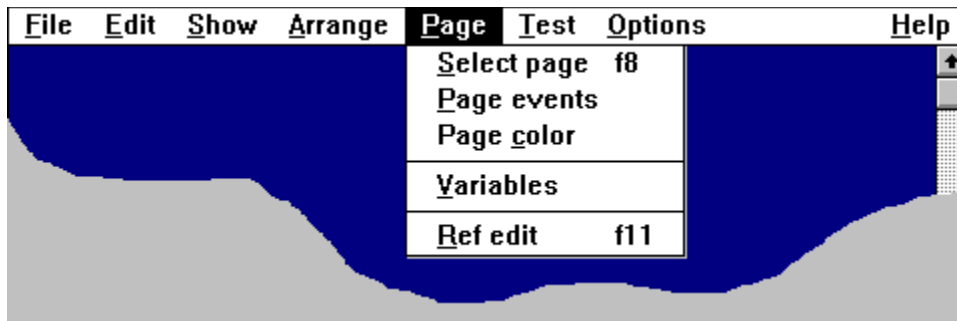 File Edit Show Arrange Page Test Options Help
Select page f8
Page events
Page color
Variables
Ref edit f11